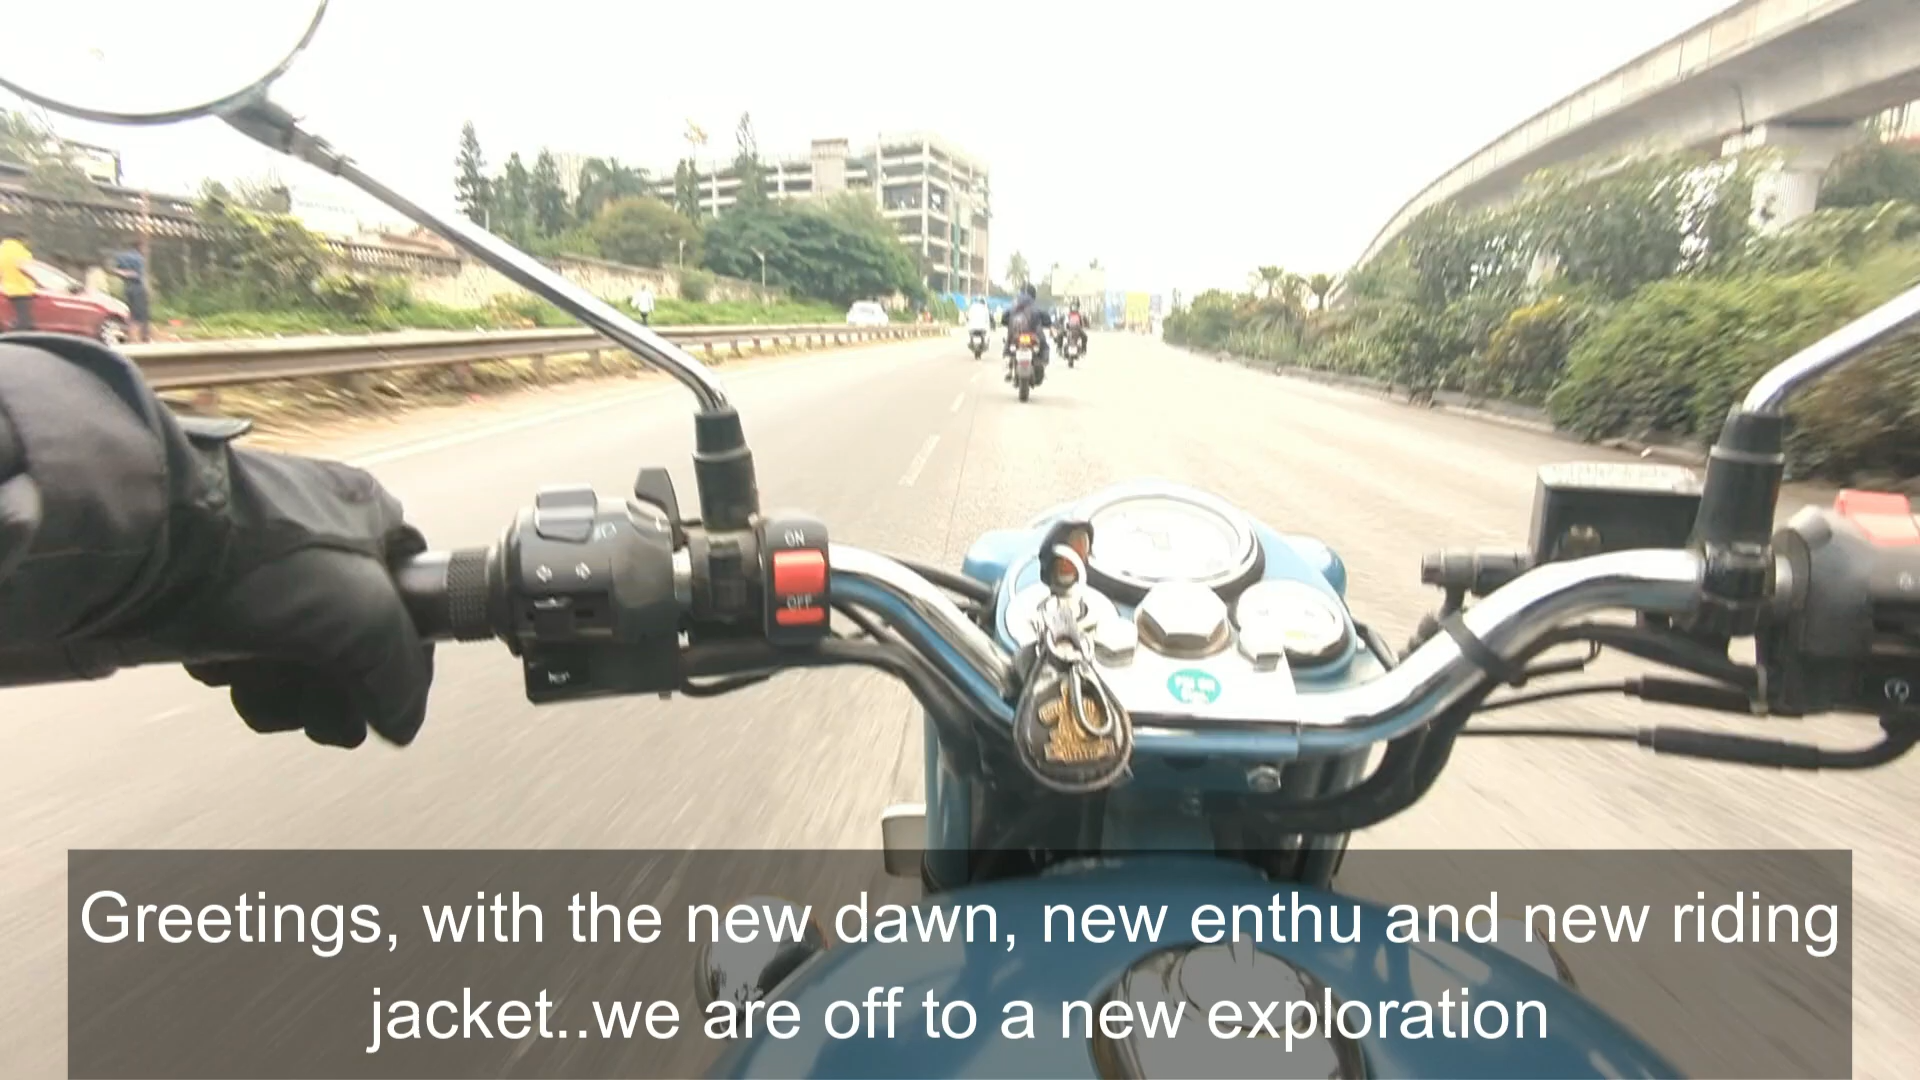 ON
OFF
Greetings, with the new dawn, new enthu and new riding
jacket..we are off to a new exploration